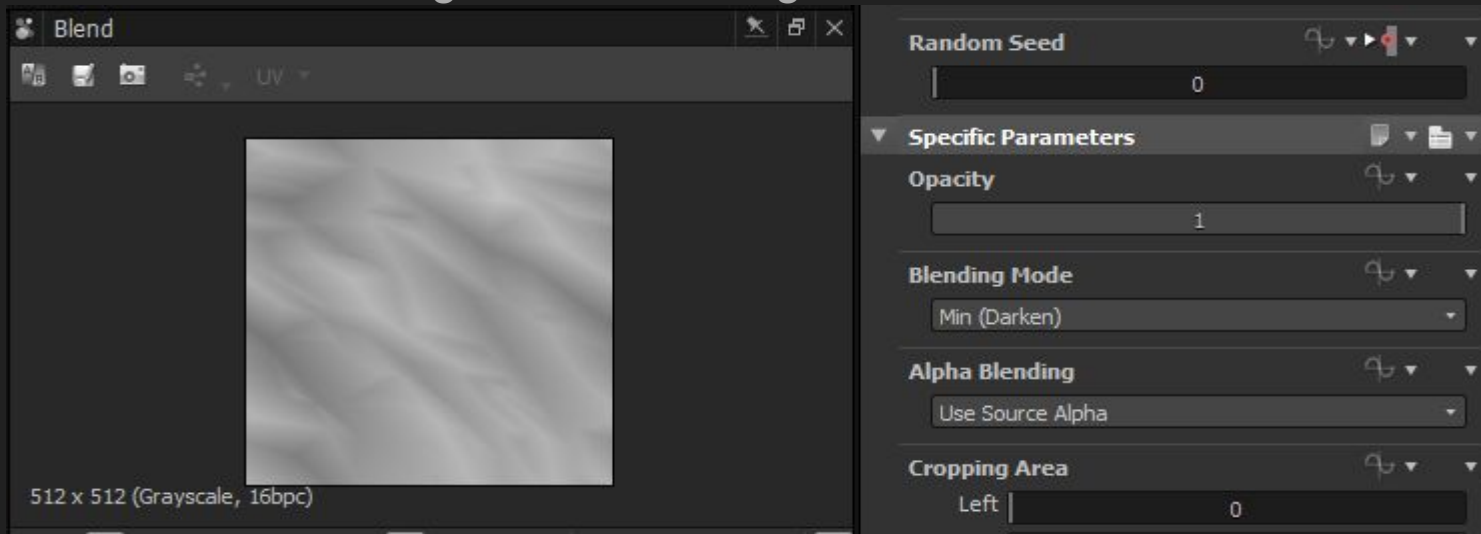 Blend
UV
512 x 512 (Grayscale, 16bpc)
Random Seed
0
Specific Parameters
Opacity
1
Blending Mode
Min (Darken)
Alpha Blending
Use Source Alpha
Cropping Area
Left
0